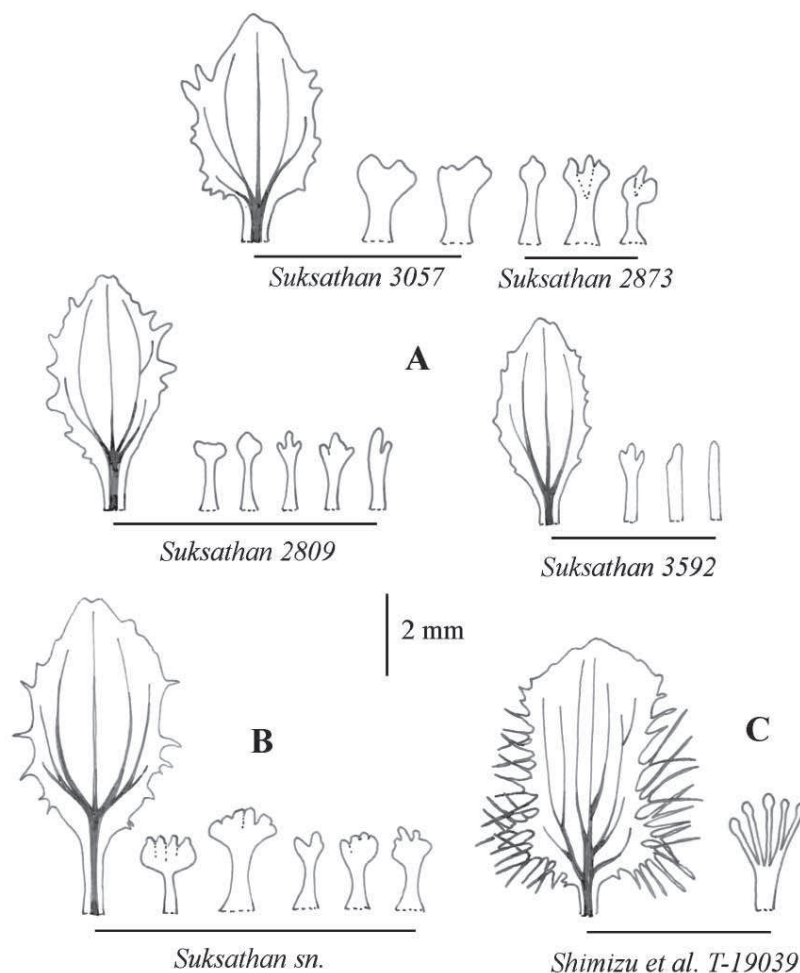 Suksathan 3057
Suksathan 2873
A
Suksathan 2809
Suksathan 3592
2 mm
B
C
Suksathan sn.
Shimizu et al. T-19039